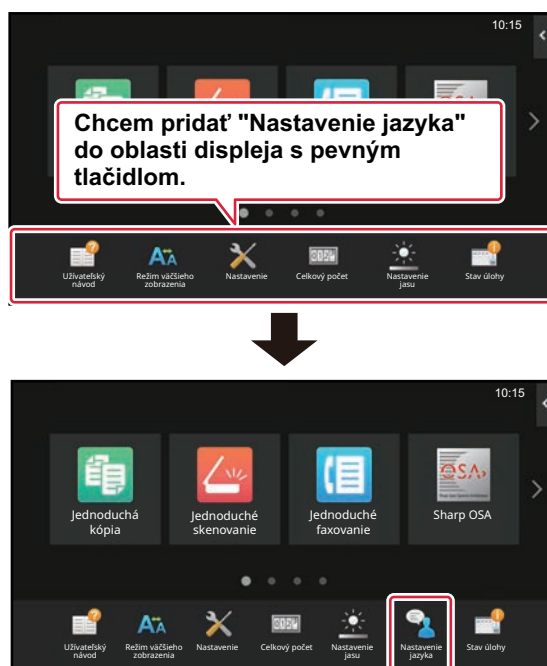 10:15
Chcem pridať "Nastavenie jazyka"
do oblasti displeja s pevným
tlačidlom.
Užívateľský
návod
Režim väčšieho
zobrazenia
Nastavenie
Celkový počet
Nastavenie
jasu
Stav úlohy
10:15
Jednoduchá
kópia
Jednoduché
skenovanie
Jednoduché
faxovanie
Sharp OSA
Užívateľský
návod
Režim väčšieho
zobrazenia
Nastavenie
Celkový počet
Nastavenie
jasu
Nastavenie
jazyka
Stav úlohy